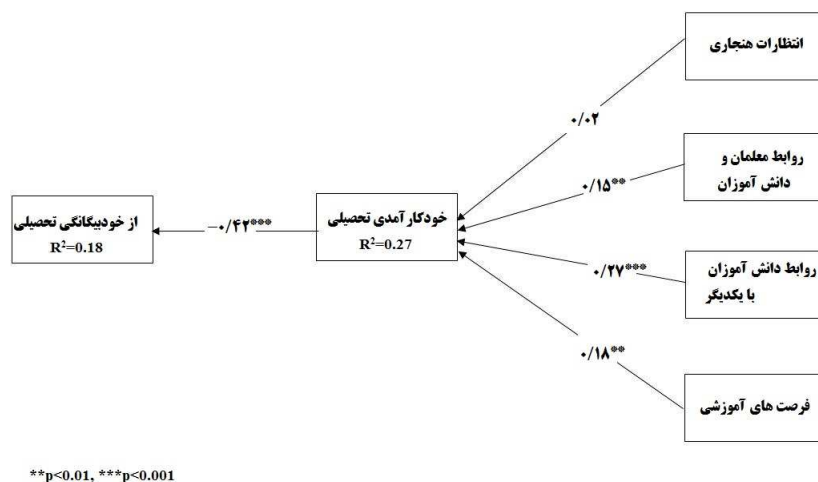 انتظارات هنجاری
۰/۰۲
روابط معلمان و
دانش آموزان
۰/۱۵**
خودکارآمدی تحصیلی
R²=0.27
−۰/۴۲***
از خودبیگانگی تحصیلی
R²=0.18
روابط دانش آموزان
با یکدیگر
۰/۲۷***
۰/۱۸**
فرصت های آموزشی
**p<0.01, ***p<0.001